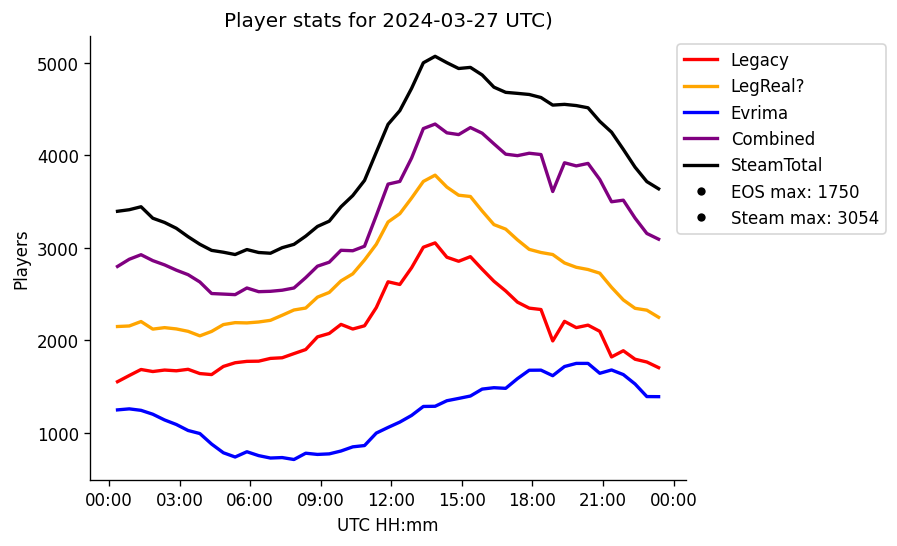 Player stats for 2024-03-27 UTC)
5000
4000
3000
2000
1000
Players
00:00 03:00 06:00 09:00 12:00 15:00 18:00 21:00 00:00
UTC HH:mm
Legacy
LegReal?
Evrima
Combined
SteamTotal
EOS max: 1750
Steam max: 3054